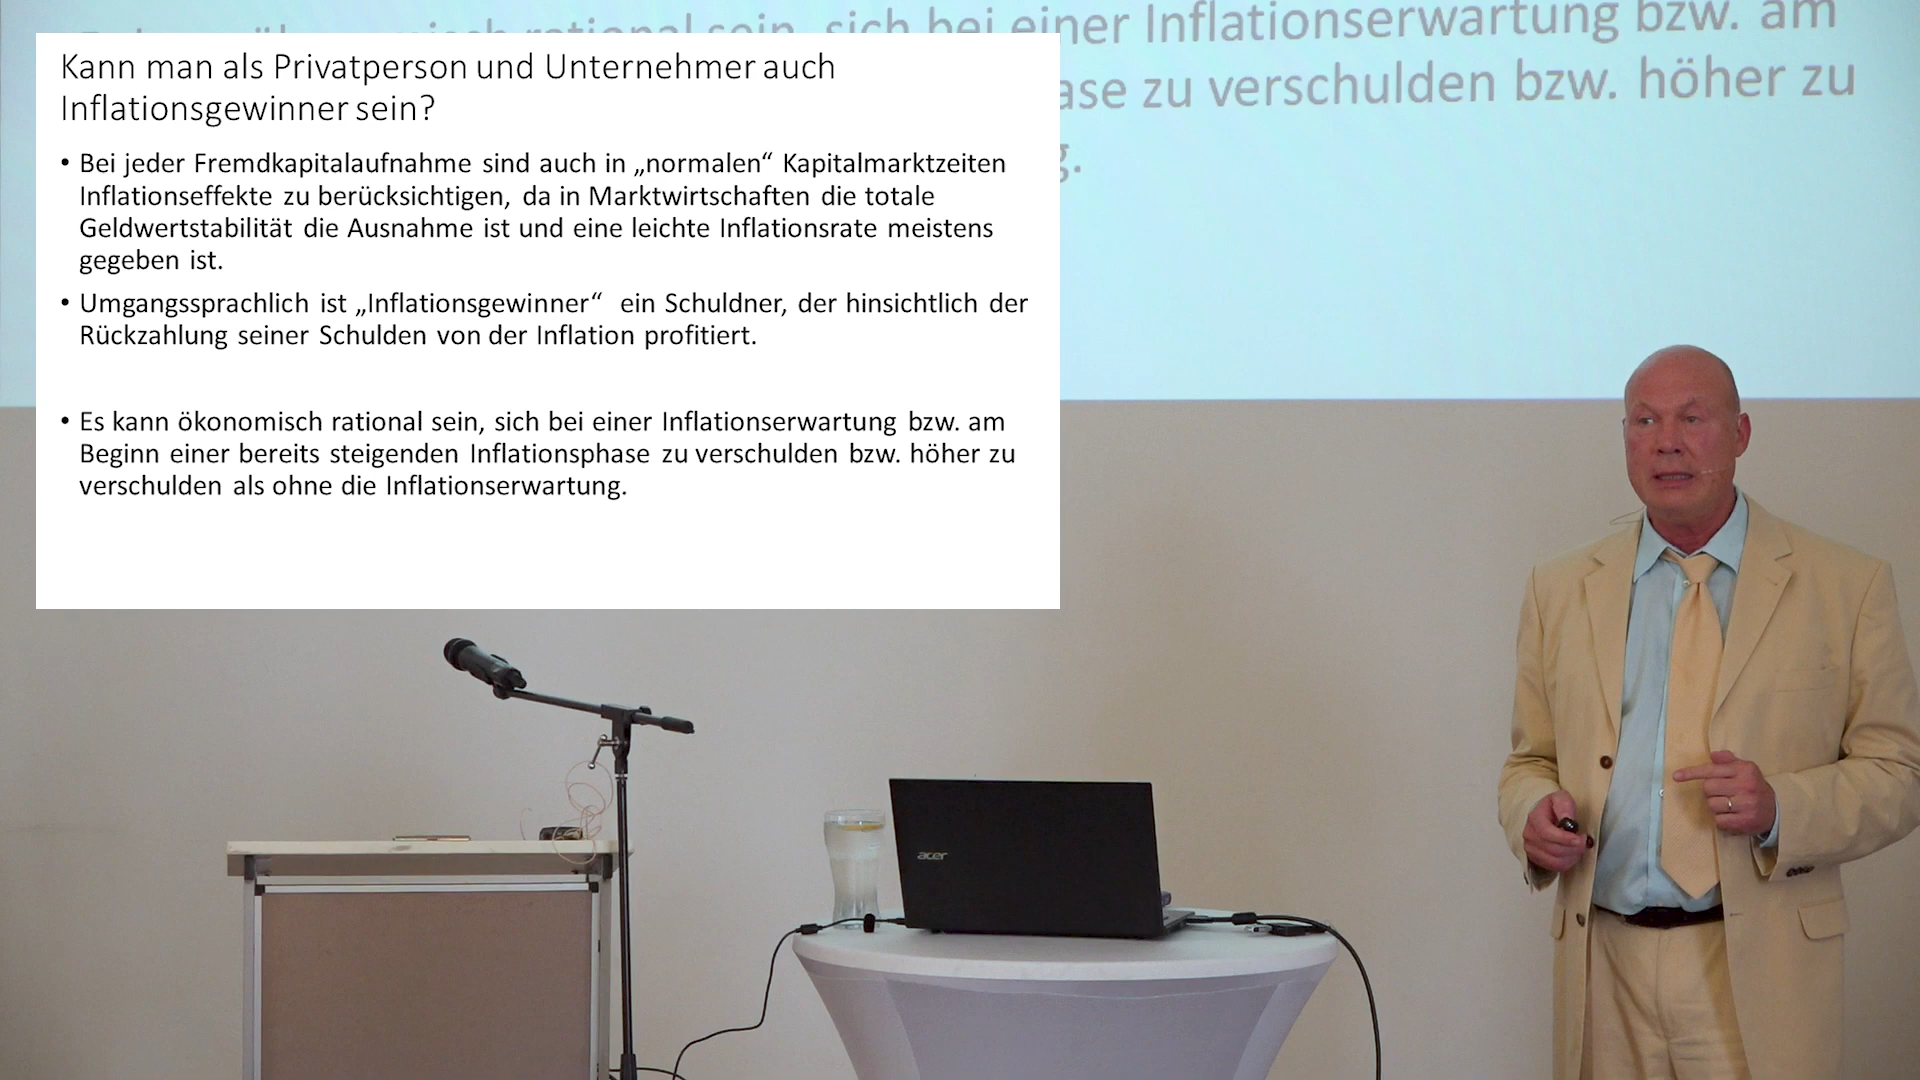 Kann man als Privatperson und Unternehmer auch
Inflationsgewinner sein?
• Bei jeder Fremdkapitalaufnahme sind auch in „normalen“ Kapitalmarktzeiten
Inflationseffekte zu berücksichtigen, da in Marktwirtschaften die totale
Geldwertstabilität die Ausnahme ist und eine leichte Inflationsrate meistens
gegeben ist.
• Umgangssprachlich ist „Inflationsgewinner“ ein Schuldner, der hinsichtlich der
Rückzahlung seiner Schulden von der Inflation profitiert.
• Es kann ökonomisch rational sein, sich bei einer Inflationserwartung bzw. am
Beginn einer bereits steigenden Inflationsphase zu verschulden bzw. höher zu
verschulden als ohne die Inflationserwartung.
rational sein, sich bei einer Inflationserwartung bzw. am
zu verschulden bzw. höher zu
acer